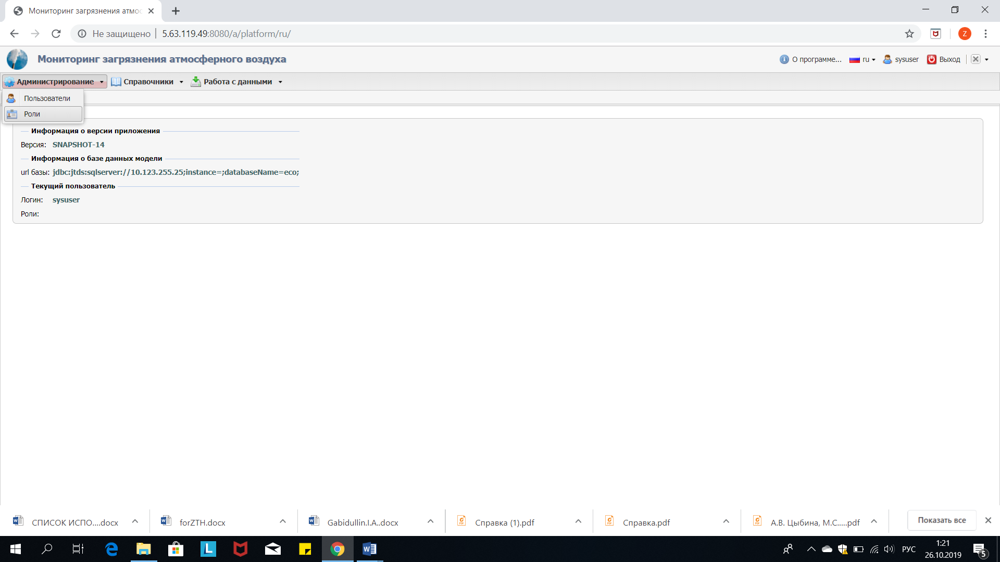 Мониторинг загрязнения атмос
Не защищено
5.63.119.49:8080/a/platform/ru/
Z
Мониторинг загрязнения атмосферного воздуха
О программе...
ru
sysuser
Выход
Администрирование
Справочники
Работа с данными
Пользователи
Роли
Информация о версии приложения
Версия: SNAPSHOT-14
Информация о базе данных модели
url базы: jdbc:jtds:sqlserver://10.123.255.25;instance=;databaseName=eco;
Текущий пользователь
Логин: sysuser
Роли:
СПИСОК ИСПО....docx
forZTH.docx
Gabidullin.I.A..docx
Справка (1).pdf
Справка.pdf
А.В. Цыбина, М.С.....pdf
Показать все
РУС
1:21
26.10.2019
5